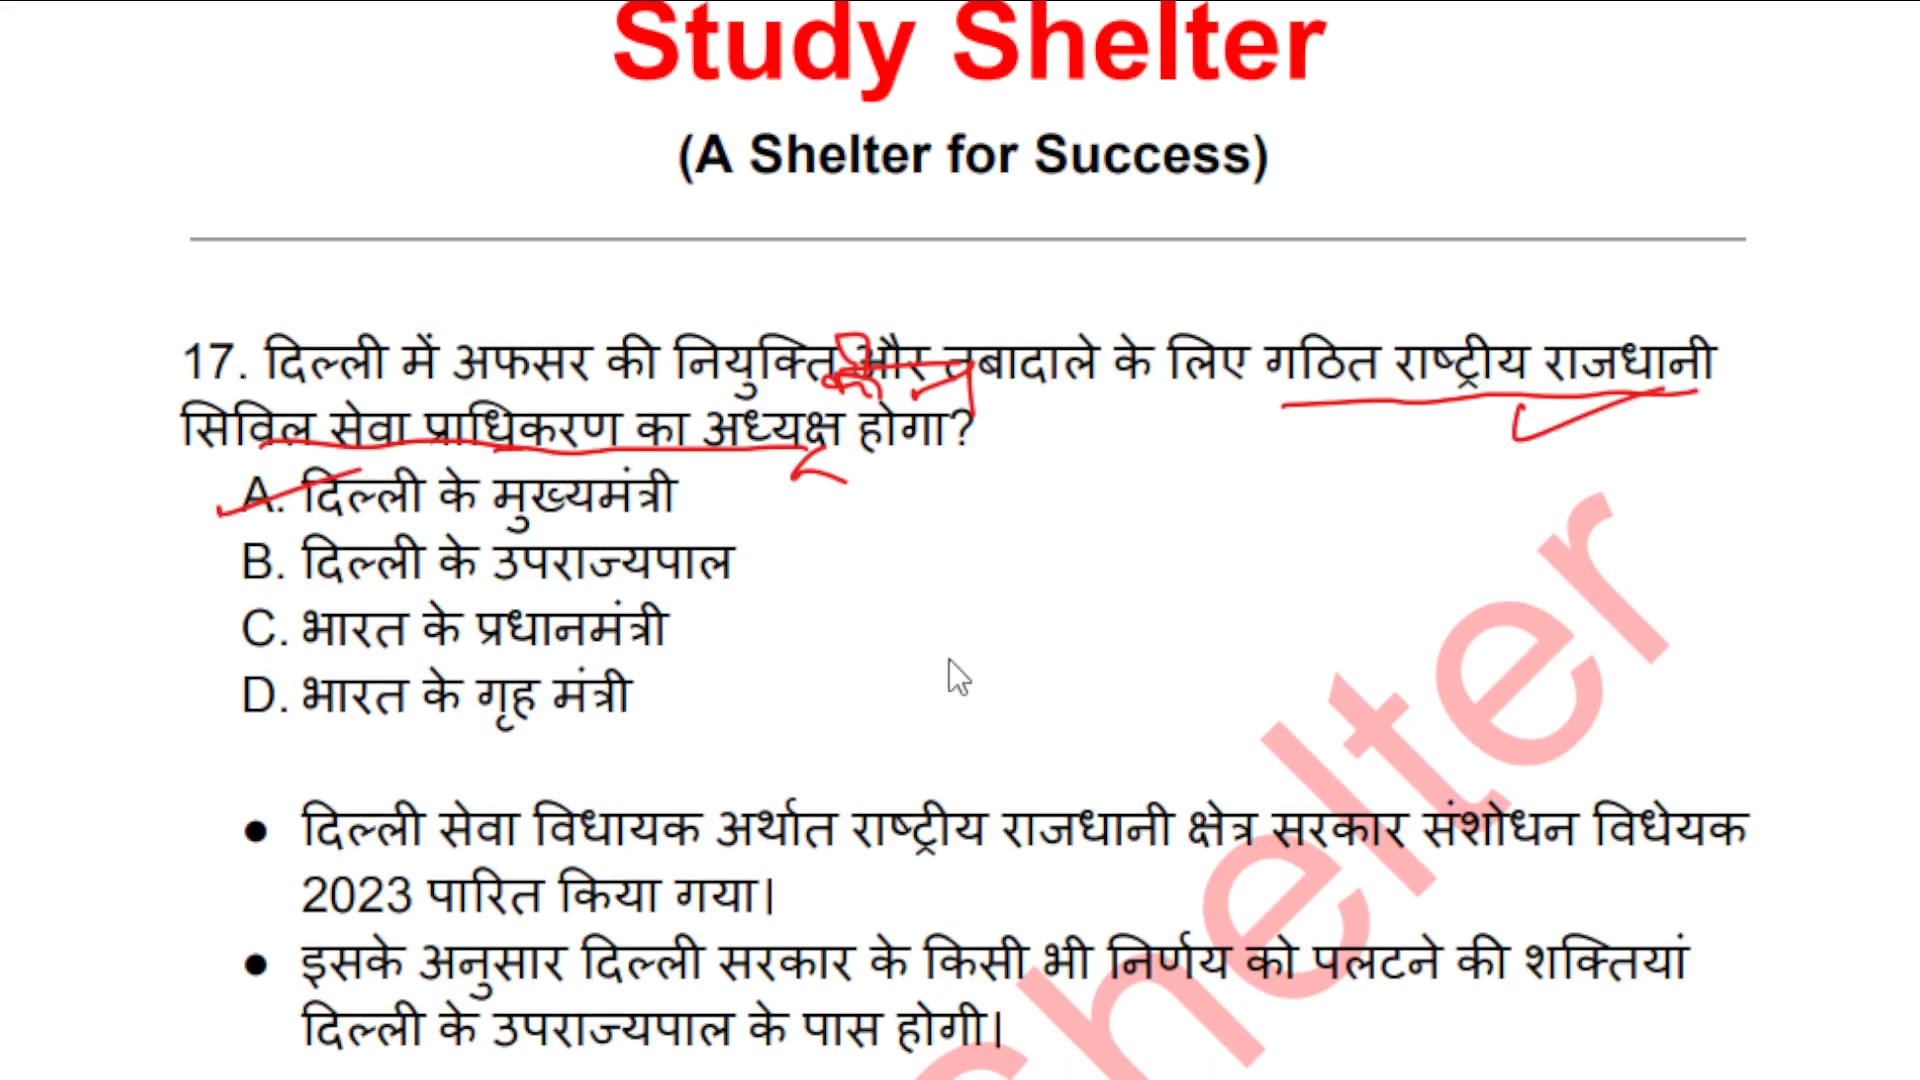 Study Shelter
(A Shelter for Success)
17. दिल्ली में अफसर की नियुक्ति और तबादाले के लिए गठित राष्ट्रीय राजधानी
सिविल सेवा प्राधिकरण का अध्यक्ष होगा?
A. दिल्ली के मुख्यमंत्री
B. दिल्ली के उपराज्यपाल
C. भारत के प्रधानमंत्री
D. भारत के गृह मंत्री
● दिल्ली सेवा विधायक अर्थात राष्ट्रीय राजधानी क्षेत्र सरकार संशोधन विधेयक
2023 पारित किया गया।
● इसके अनुसार दिल्ली सरकार के किसी भी निर्णय को पलटने की शक्तियां
दिल्ली के उपराज्यपाल के पास होगी।
helter